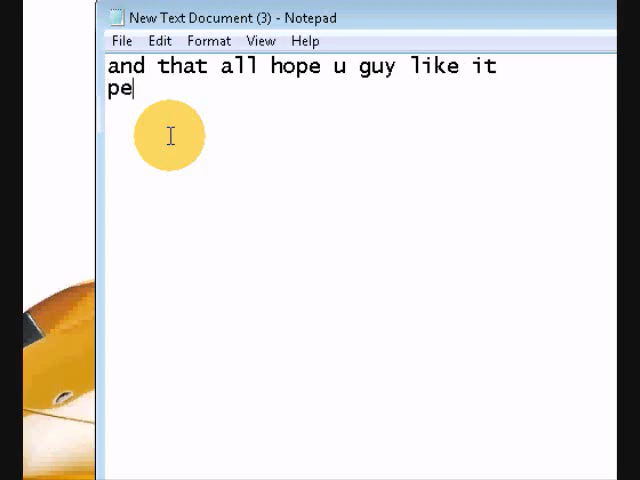 New Text Document (3) - Notepad
File Edit Format View Help
and that all hope u guy like it
pe